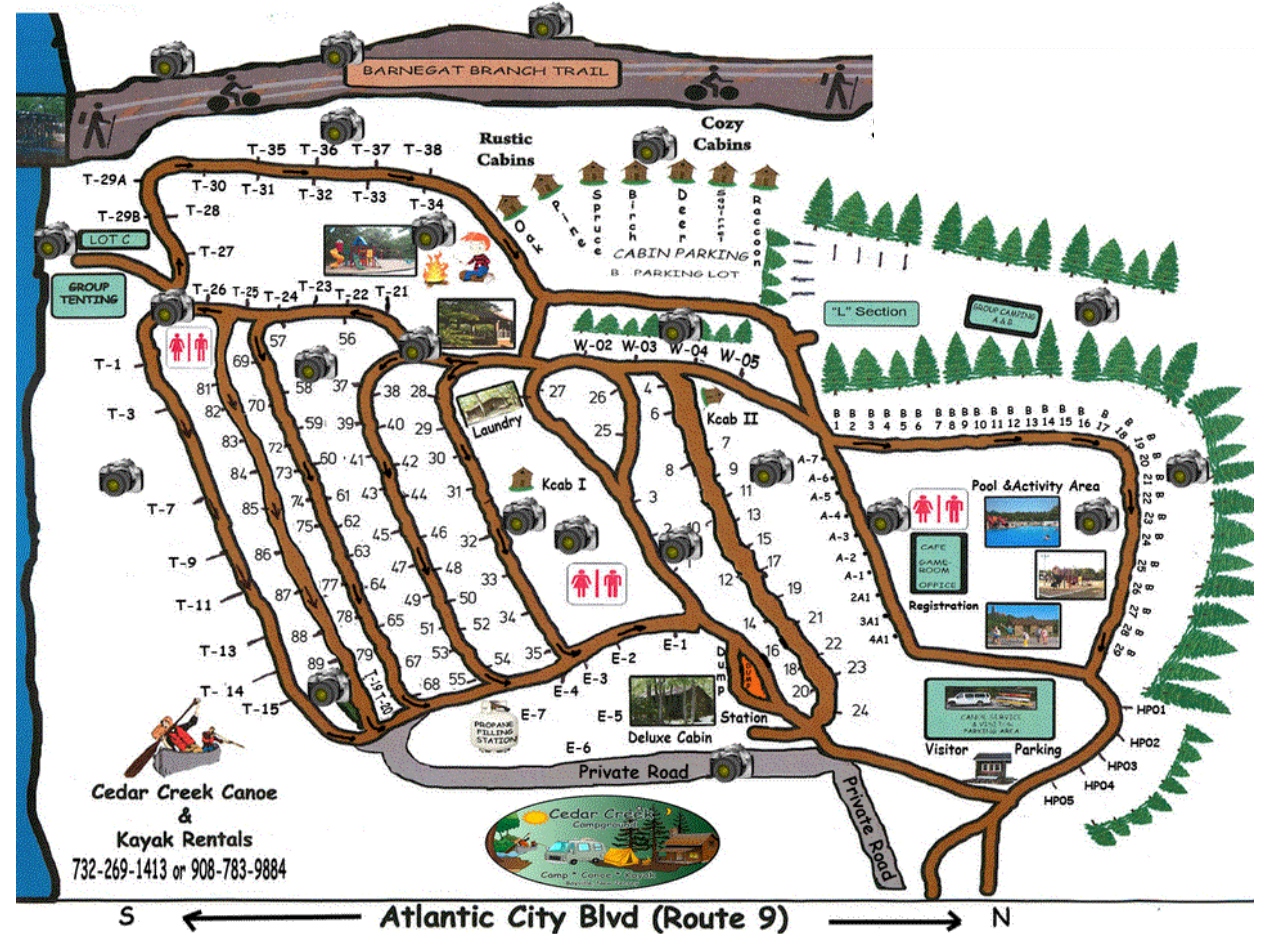 BARNEGAT BRANCH TRAIL
Rustic
Cabins
Cozy
Cabins
T-35
T-36
T-37
T-38
T-29A
T-30
T-31
T-32
T-33
T-34
T-29B
T-28
LOT C
T-27
GROUP
TENTING
Oak
Pine
Spruce
Birch
Deer
Squirrel
Raccoon
CABIN PARKING
B PARKING LOT
"L" Section
GROUP CAMPING
A & B
T-26
T-25
T-24
T-23
T-22
T-21
W-02
W-03
W-04
W-05
T-1
T-3
T-7
T-9
T-11
T-13
T-14
T-15
69
81
82
70
83
72
84
73
74
85
75
86
77
87
78
88
79
89
T-19
T-20
57
56
58
59
60
61
62
63
64
65
67
68
37
38
39
40
41
42
43
44
45
46
47
48
49
50
51
52
53
54
55
28
29
30
31
32
33
34
35
Laundry
27
26
25
Kcab I
Kcab II
4
6
8
3
2
10
1
12
14
16
18
20
7
9
11
13
15
17
19
21
22
23
24
B 1
B 2
B 3
B 4
B 5
B 6
B 7
B 8
B 9
B 10
B 11
B 12
B 13
B 14
B 15
B 16
B 17
B 18
B 19
B 20
B 21
B 22
B 23
B 24
B 25
B 26
B 27
B 28
B 29
A-7
A-6
A-5
A-4
A-3
A-2
A-1
2A1
3A1
4A1
Pool &Activity Area
CAFE
GAME-
ROOM
OFFICE
Registration
E-1
E-2
E-3
E-4
E-7
E-5
E-6
Dump
DUMP
Station
Deluxe Cabin
PROPANE
FILLING
STATION
CANOE SERVICE
& VISITOR
PARKING AREA
Visitor Parking
HP01
HP02
HP03
HP04
HP05
Private Road
Private Road
Cedar Creek Canoe
&
Kayak Rentals
732-269-1413 or 908-783-9884
Cedar Creek
Campground
Camp * Canoe * Kayak
S
Atlantic City Blvd (Route 9)
N